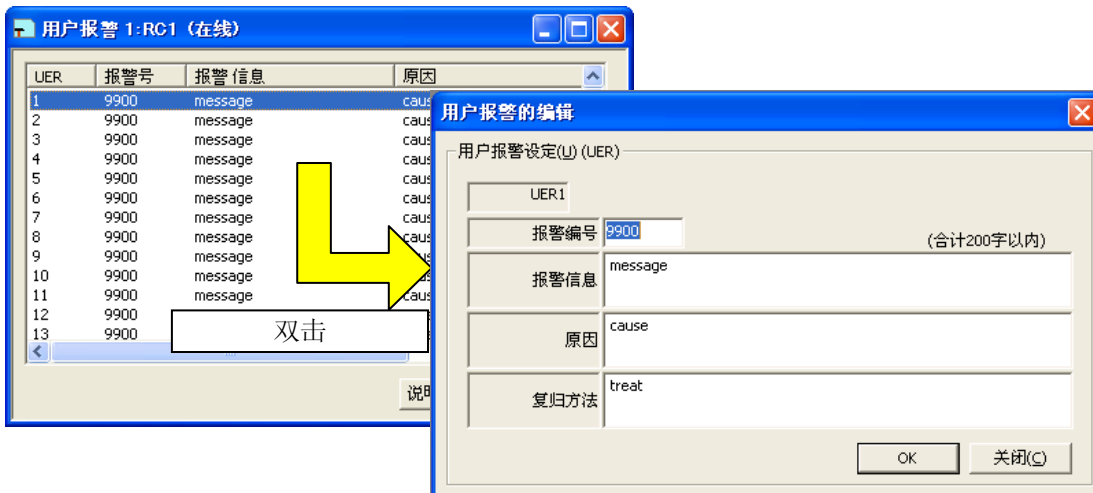 用户报警 1:RC1 (在线)
UER 报警号 报警信息 原因
1 9900 message caus
2 9900 message caus
3 9900 message caus
4 9900 message caus
5 9900 message caus
6 9900 message caus
7 9900 message caus
8 9900 message caus
9 9900 message
10 9900 message
11 9900 message caus
12 9900
13 9900
双击
说明
用户报警的编辑
用户报警设定(U) (UER)
UER1
报警编号 9900
(合计200字以内)
报警信息 message
原因 cause
复归方法 treat
OK 关闭(C)